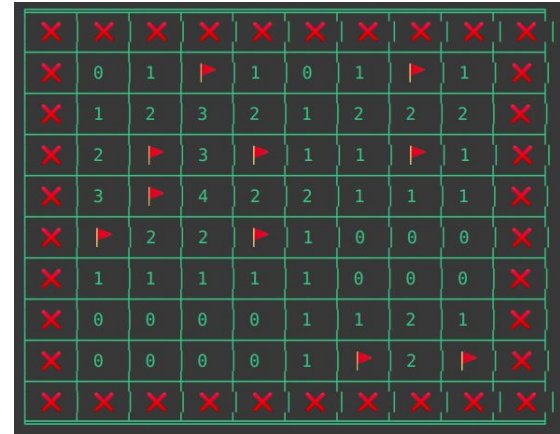 ❌ ❌ ❌ ❌ ❌ ❌ ❌ ❌ ❌ ❌
❌ 0 1 🚩 1 0 1 🚩 1 ❌
❌ 1 2 3 2 1 2 2 2 ❌
❌ 2 🚩 3 🚩 1 1 🚩 1 ❌
❌ 3 🚩 4 2 2 1 1 1 ❌
❌ 🚩 2 2 🚩 1 0 0 0 ❌
❌ 1 1 1 1 1 0 0 0 ❌
❌ 0 0 0 0 1 1 2 1 ❌
❌ 0 0 0 0 1 🚩 2 🚩 ❌
❌ ❌ ❌ ❌ ❌ ❌ ❌ ❌ ❌ ❌